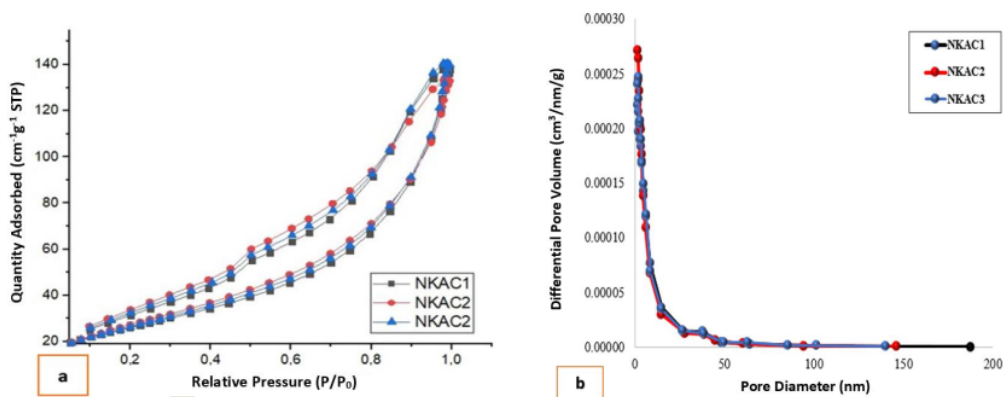 Quantity Adsorbed (cm⁻¹g⁻¹ STP)
140
120
100
80
60
40
20
0,2
0,4
0,6
0,8
1.0
Relative Pressure (P/P₀)
NKAC1
NKAC2
NKAC2
a
Differential Pore Volume (cm³/nm/g)
0.00030
0.00025
0.00020
0.00015
0.00010
0.00005
0.00000
0
50
100
150
200
Pore Diameter (nm)
NKAC1
NKAC2
NKAC3
b